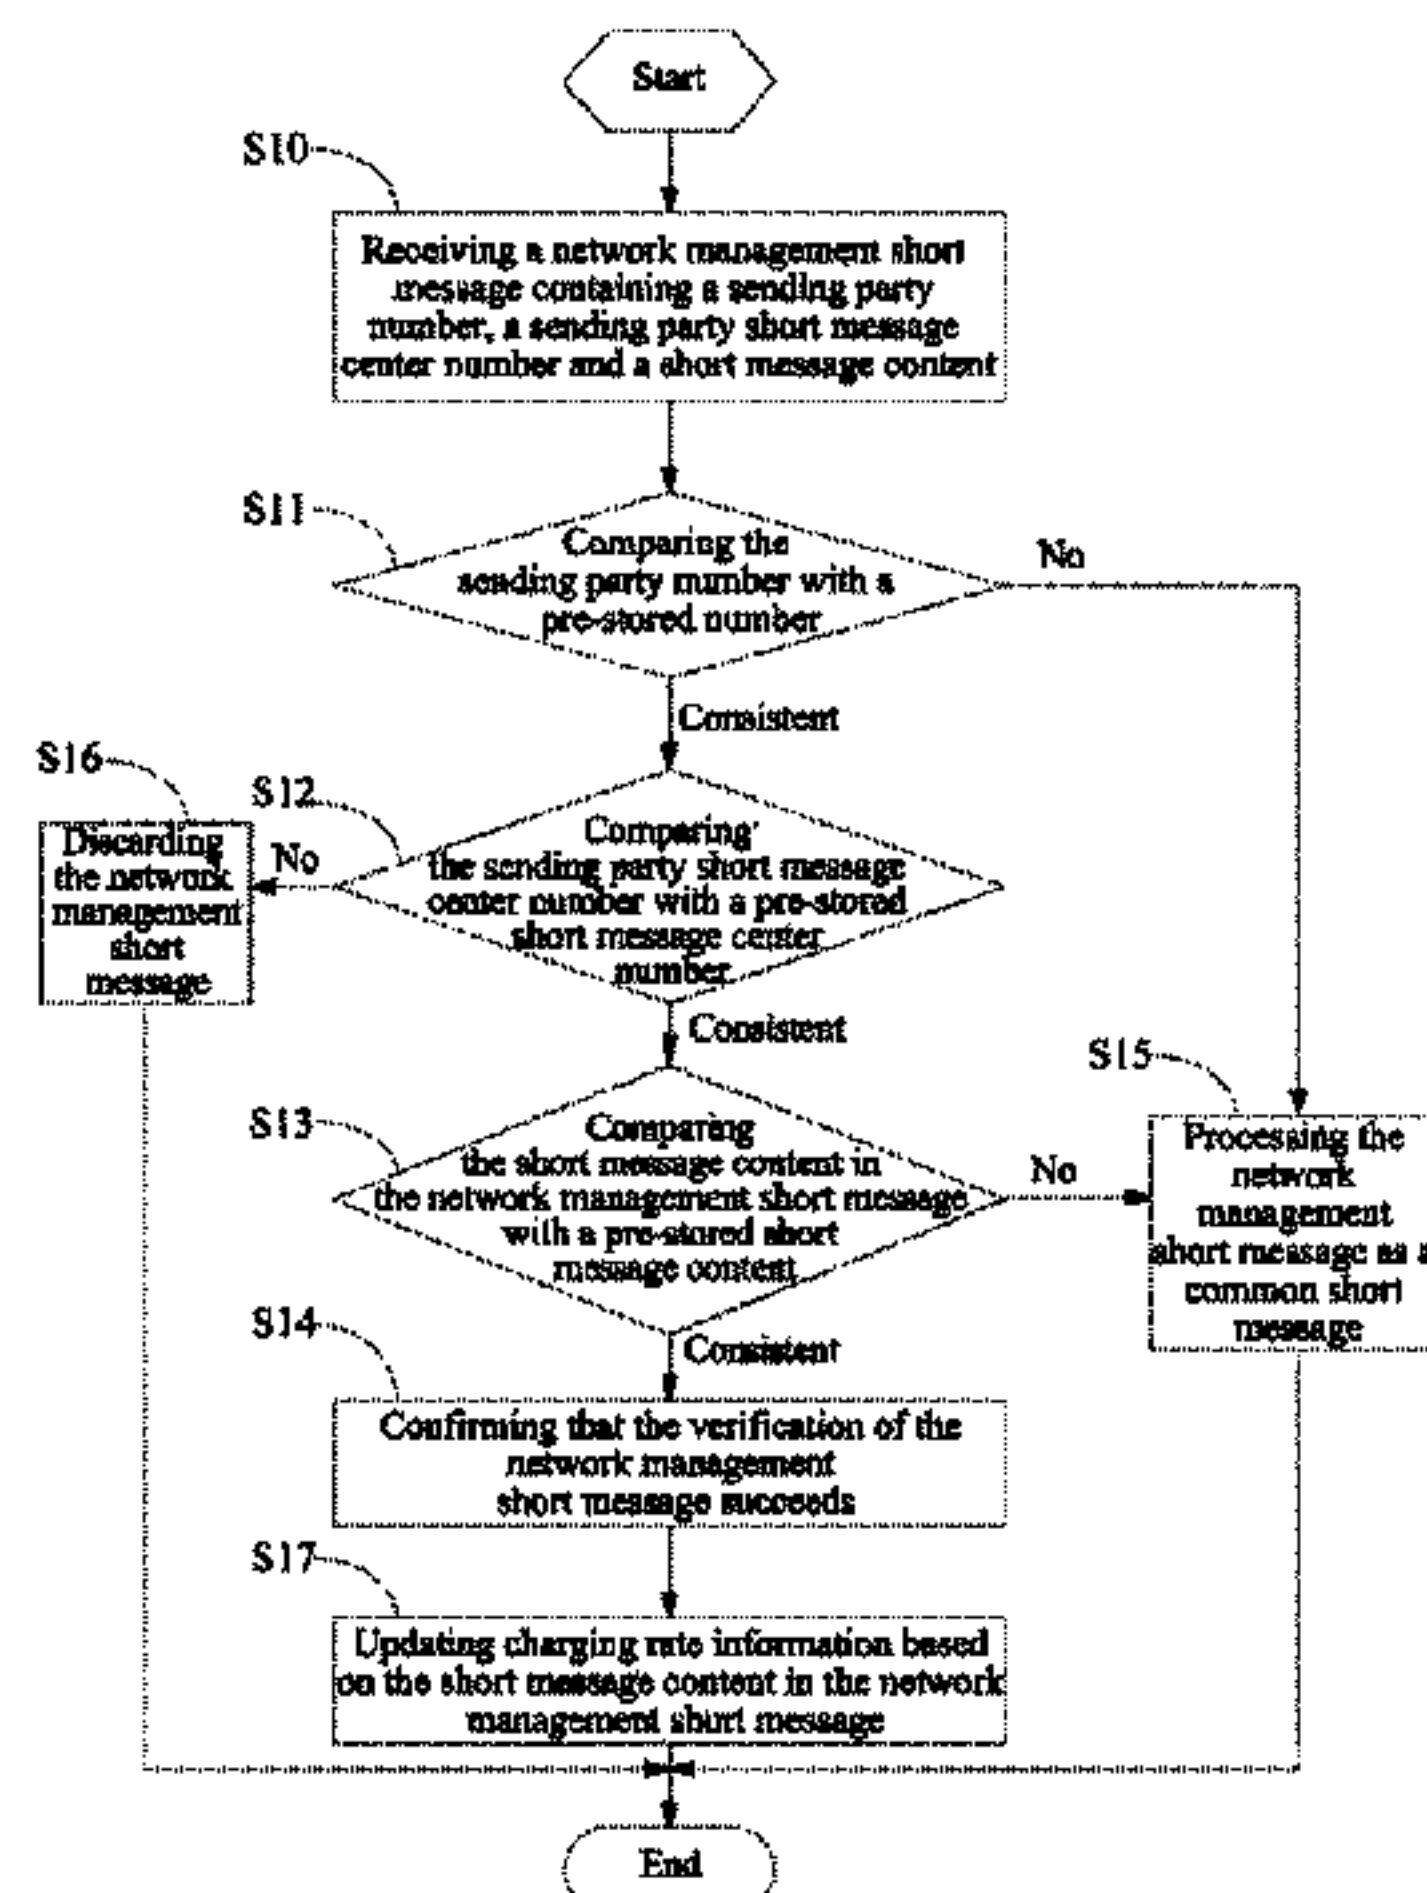 Start
S10
Receiving a network management short
message containing a sending party
number, a sending party short message
center number and a short message content
S11
Comparing the
sending party number with a
pre-stored number
No
Consistent
S16
Discarding
the network
management
short
message
No
S12
Comparing
the sending party short message
center number with a pre-stored
short message center
number
Consistent
S15
Processing the
network
management
short message as a
common short
message
S13
Comparing
the short message content in
the network management short message
with a pre-stored short
message content
No
Consistent
S14
Confirming that the verification of the
network management
short message succeeds
S17
Updating charging rate information based
on the short message content in the network
management short message
End